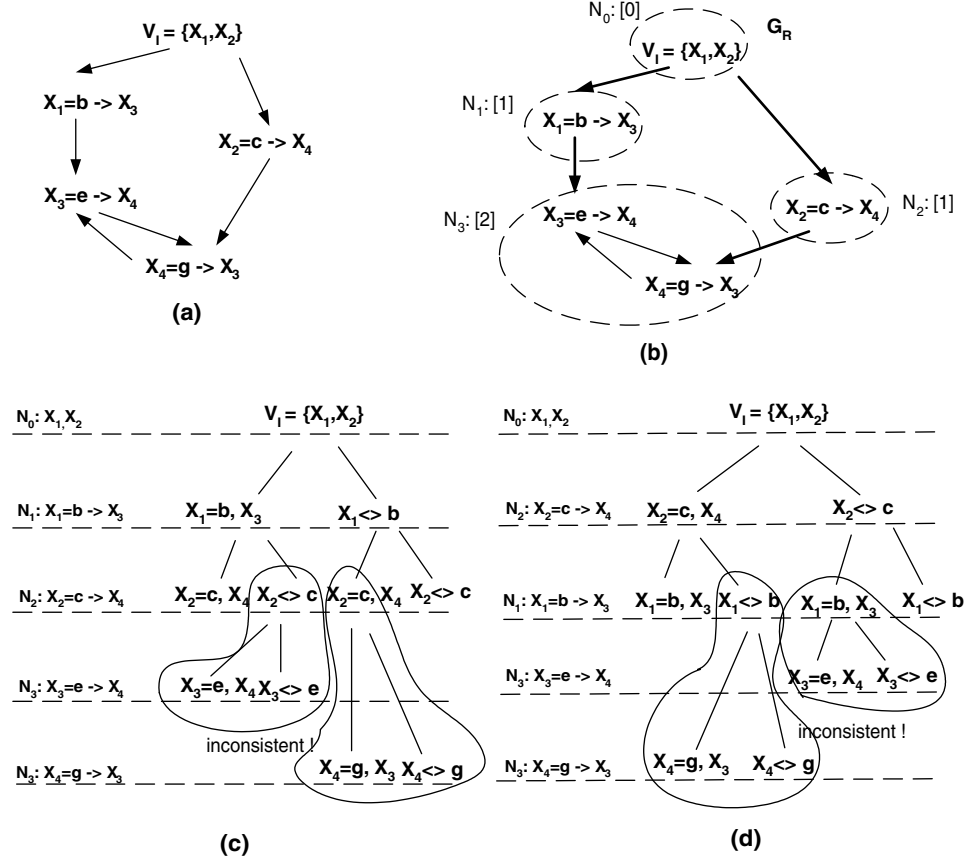 V_I = {X_1,X_2}
X_1=b -> X_3
X_2=c -> X_4
X_3=e -> X_4
X_4=g -> X_3
(a)
N_0: [0]
G_R
V_I = {X_1,X_2}
N_1: [1]
X_1=b -> X_3
N_3: [2]
X_3=e -> X_4
X_2=c -> X_4
N_2: [1]
X_4=g -> X_3
(b)
N_0: X_1,X_2
V_I = {X_1,X_2}
N_1: X_1=b -> X_3
X_1=b, X_3
X_1<> b
N_2: X_2=c -> X_4
X_2=c, X_4
X_2<> c
X_2=c, X_4
X_2<> c
N_3: X_3=e -> X_4
X_3=e, X_4
X_3<> e
inconsistent !
N_3: X_4=g -> X_3
X_4=g, X_3
X_4<> g
(c)
N_0: X_1,X_2
V_I = {X_1,X_2}
N_2: X_2=c -> X_4
X_2=c, X_4
X_2<> c
N_1: X_1=b -> X_3
X_1=b, X_3
X_1<> b
X_1=b, X_3
X_1<> b
N_3: X_3=e -> X_4
X_3=e, X_4
X_3<> e
inconsistent !
N_3: X_4=g -> X_3
X_4=g, X_3
X_4<> g
(d)